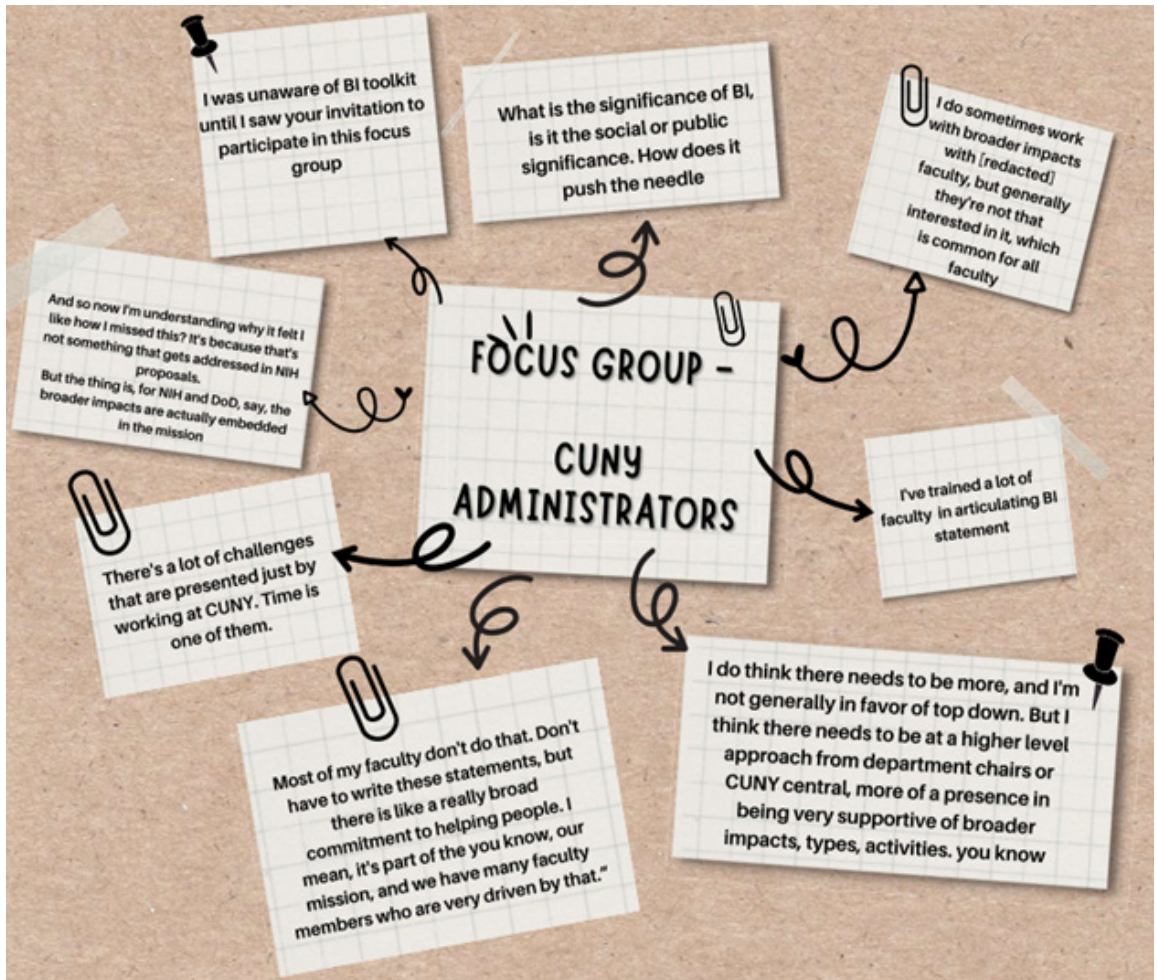 I was unaware of BI toolkit
until I saw your invitation to
participate in this focus
group
What is the significance of BI,
is it the social or public
significance. How does it
push the needle
I do sometimes work
with broader impacts
with [redacted]
faculty, but generally
they're not that
interested in it, which
is common for all
faculty
And so now I'm understanding why it felt I
like how I missed this? It's because that's
not something that gets addressed in NIH
proposals.
But the thing is, for NIH and DoD, say, the
broader impacts are actually embedded
in the mission
FOCUS GROUP –
CUNY
ADMINISTRATORS
I've trained a lot of
faculty in articulating BI
statement
There's a lot of challenges
that are presented just by
working at CUNY. Time is
one of them.
Most of my faculty don't do that. Don't
have to write these statements, but
there is like a really broad
commitment to helping people. I
mean, it's part of the you know, our
mission, and we have many faculty
members who are very driven by that.”
I do think there needs to be more, and I'm
not generally in favor of top down. But I
think there needs to be at a higher level
approach from department chairs or
CUNY central, more of a presence in
being very supportive of broader
impacts, types, activities. you know